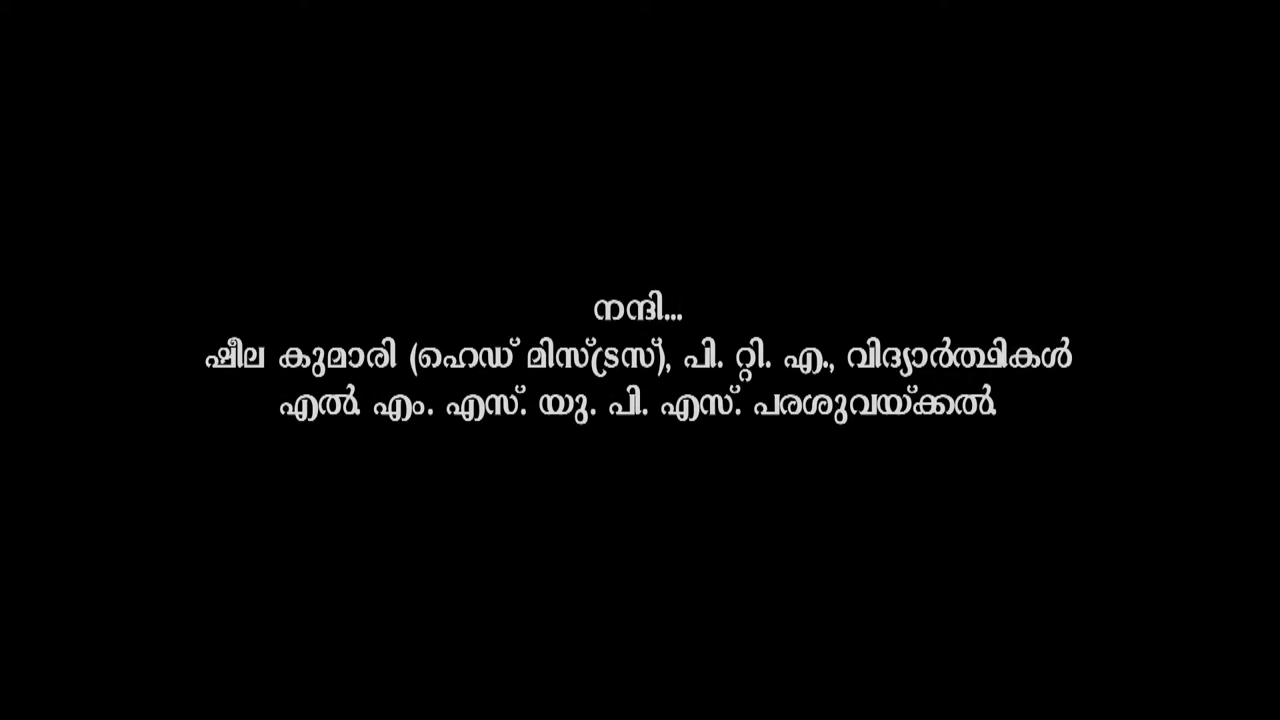 നന്ദി...
ഷീല കുമാരി (ഹെഡ് മിസ്ട്രസ്), പി. റ്റി. എ., വിദ്യാർത്ഥികൾ
എൽ. എം. എസ്. യു. പി. എസ്. പരശുവയ്ക്കൽ.